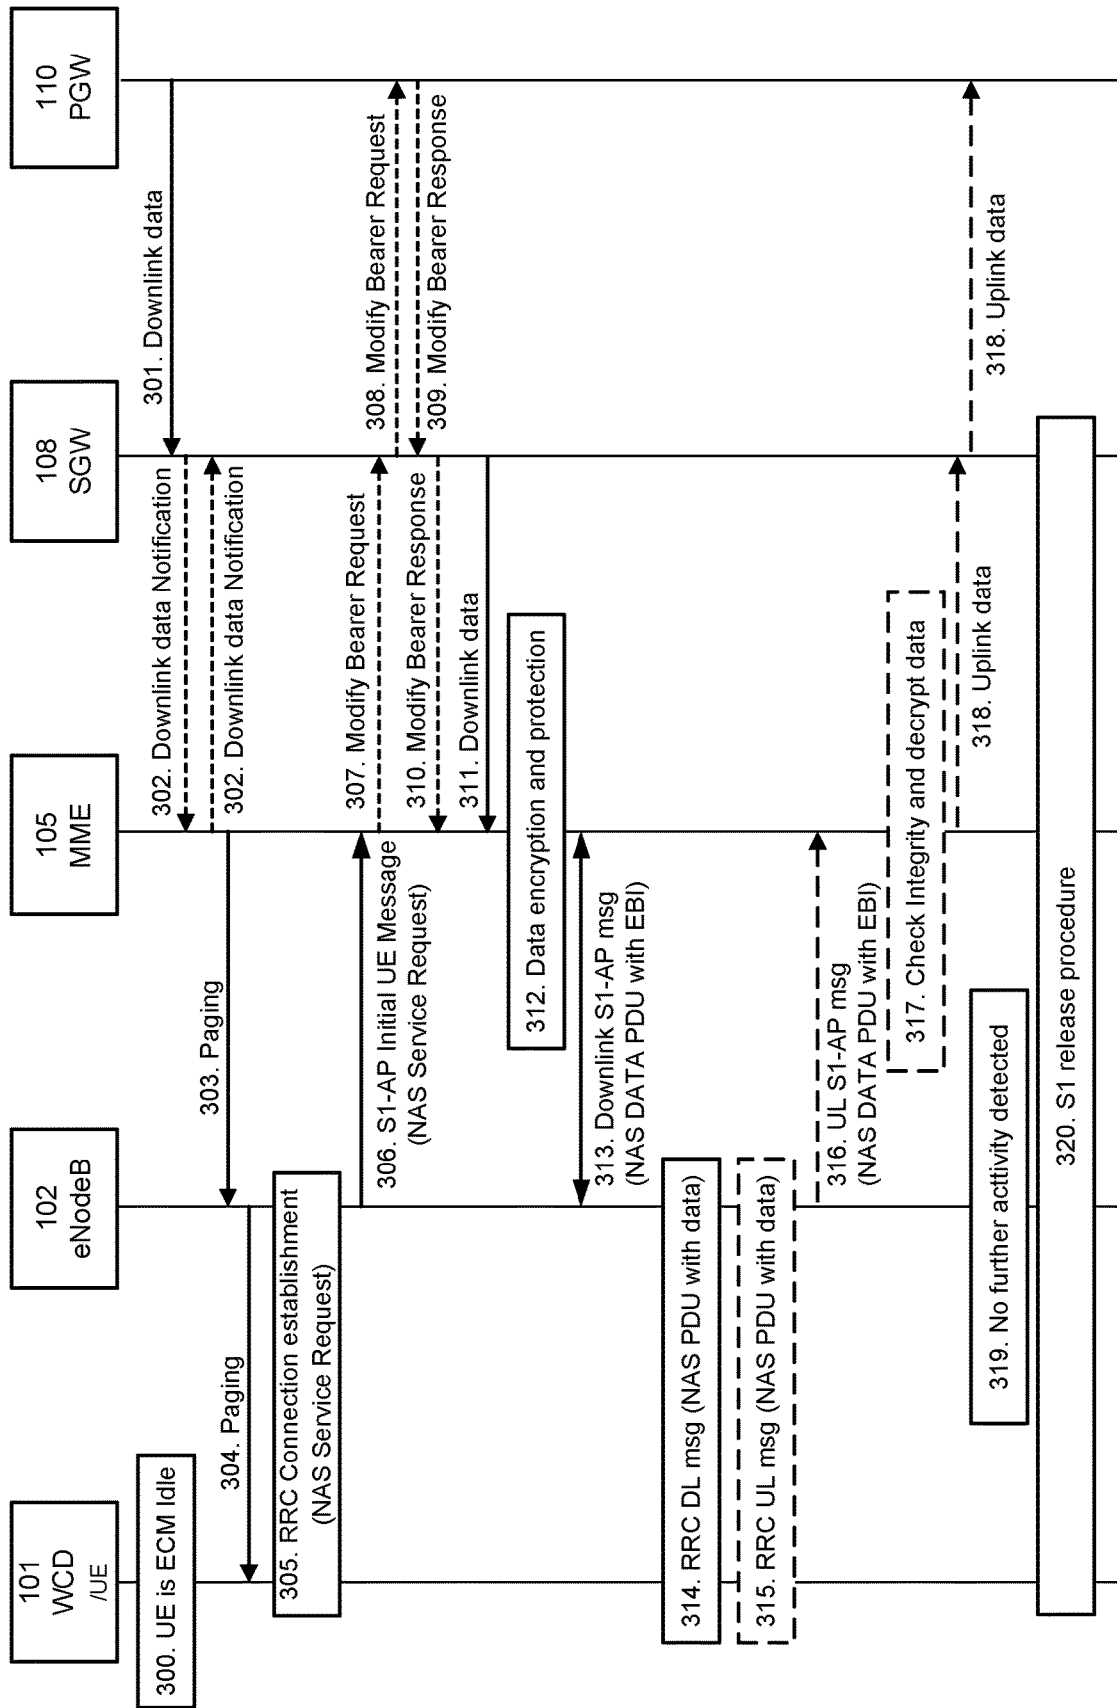 101
WCD
/UE
102
eNodeB
105
MME
108
SGW
110
PGW
300. UE is ECM Idle
301. Downlink data
302. Downlink data Notification
302. Downlink data Notification
303. Paging
304. Paging
305. RRC Connection establishment
(NAS Service Request)
306. S1-AP Initial UE Message
(NAS Service Request)
307. Modify Bearer Request
308. Modify Bearer Request
309. Modify Bearer Response
310. Modify Bearer Response
311. Downlink data
312. Data encryption and protection
313. Downlink S1-AP msg
(NAS DATA PDU with EBI)
314. RRC DL msg (NAS PDU with data)
315. RRC UL msg (NAS PDU with data)
316. UL S1-AP msg
(NAS DATA PDU with EBI)
317. Check Integrity and decrypt data
318. Uplink data
318. Uplink data
319. No further acttivity detected
320. S1 release procedure